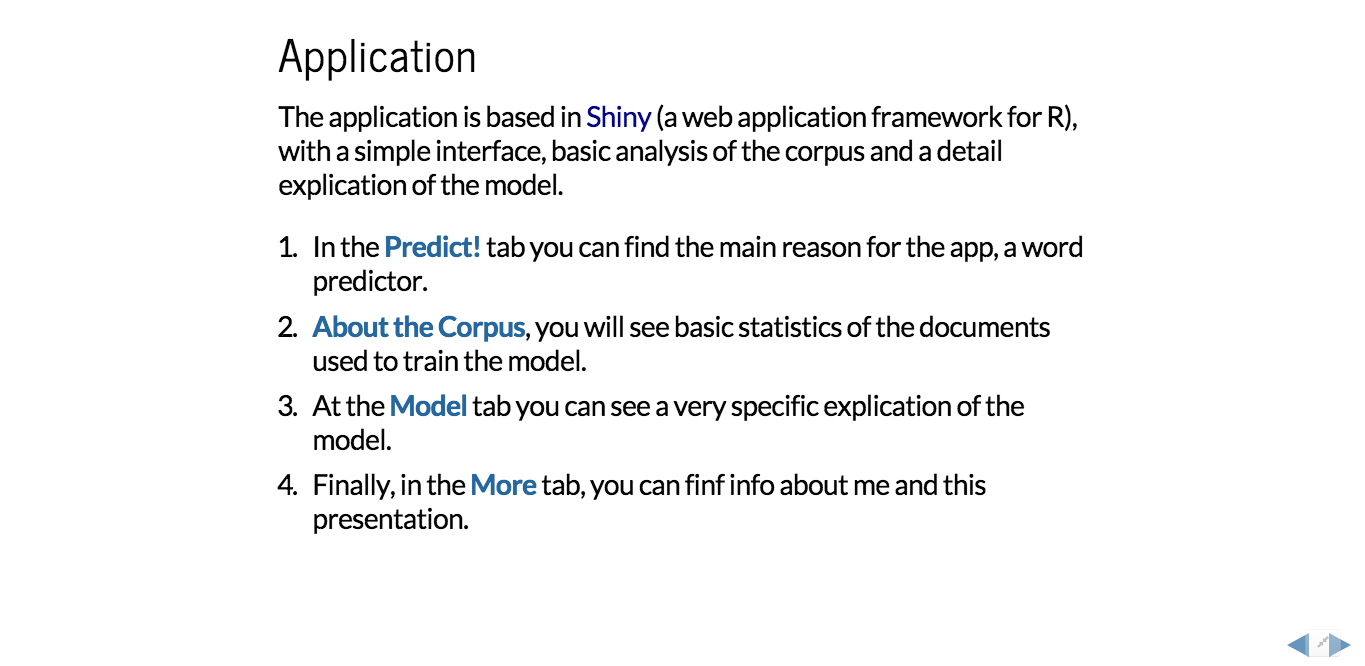 Application
The application is based in Shiny (a web application framework for R),
with a simple interface, basic analysis of the corpus and a detail
explication of the model.
1. In the Predict! tab you can find the main reason for the app, a word
predictor.
2. About the Corpus, you will see basic statistics of the documents
used to train the model.
3. At the Model tab you can see a very specific explication of the
model.
4. Finally, in the More tab, you can finf info about me and this
presentation.